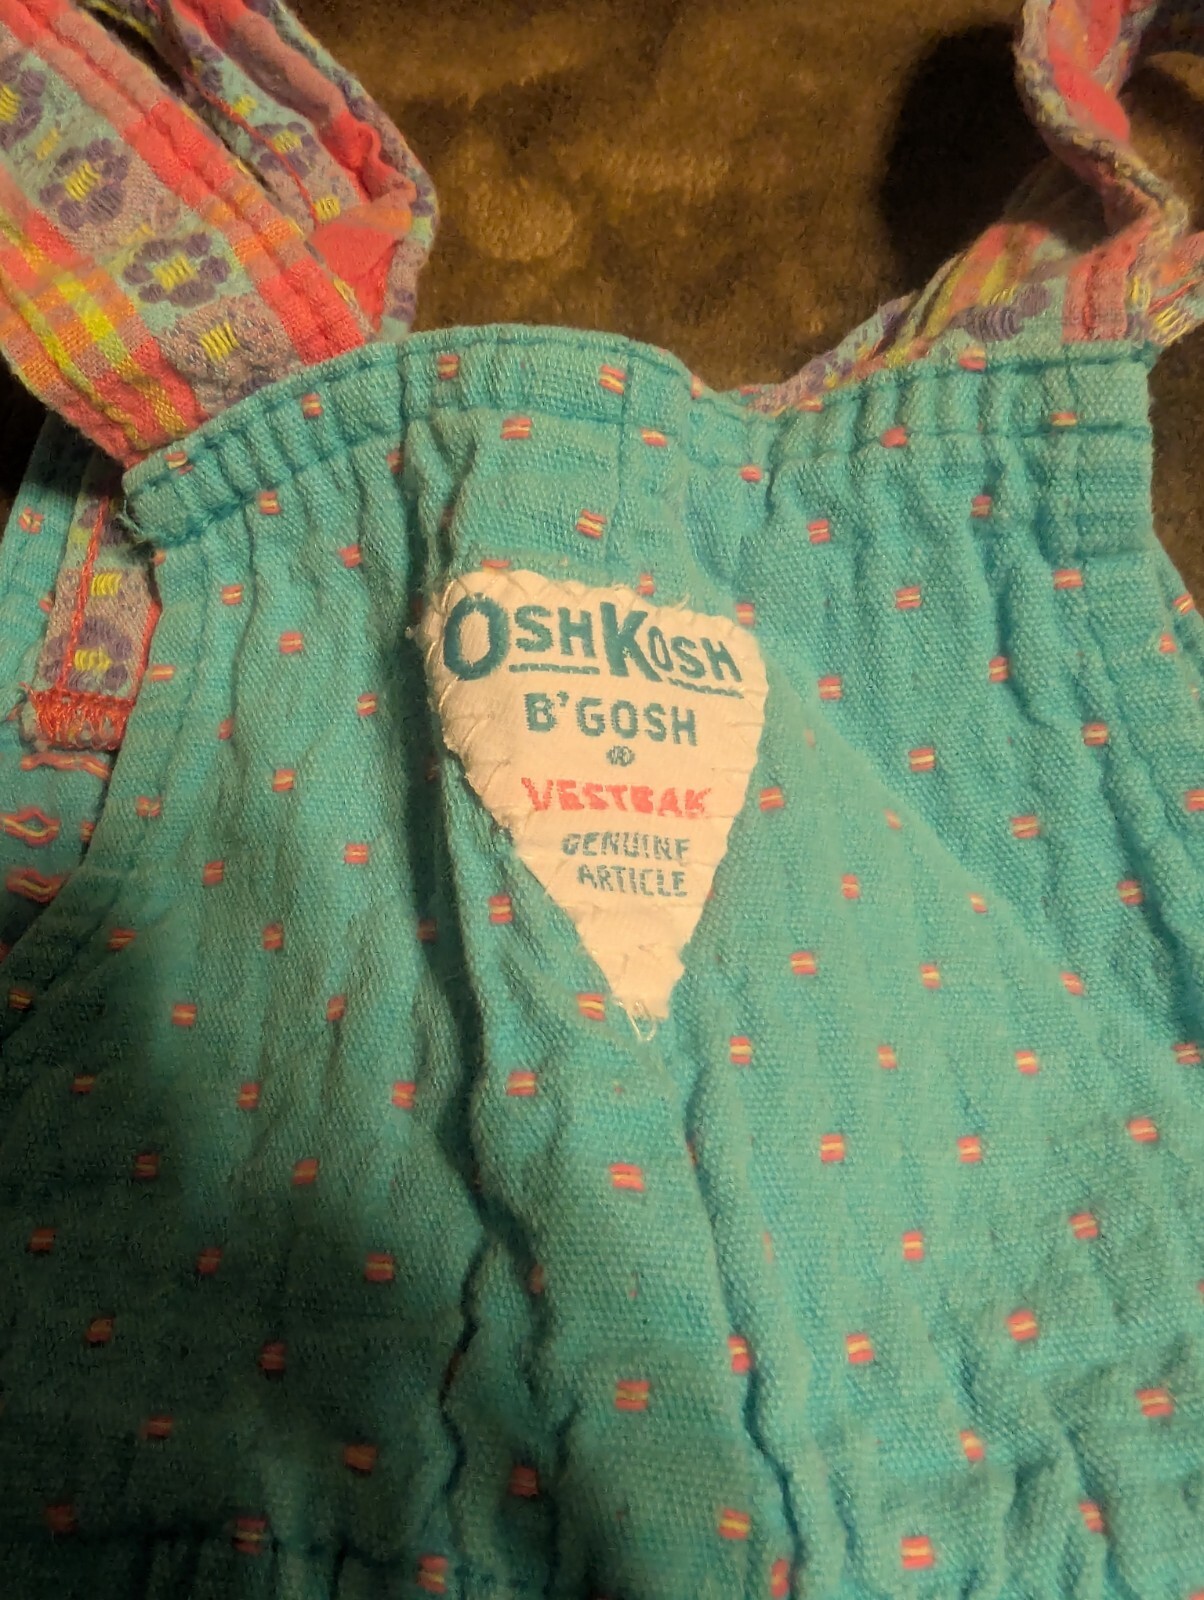 OSHKOSH
B'GOSH
®
VESTBAK
GENUINE
ARTICLE